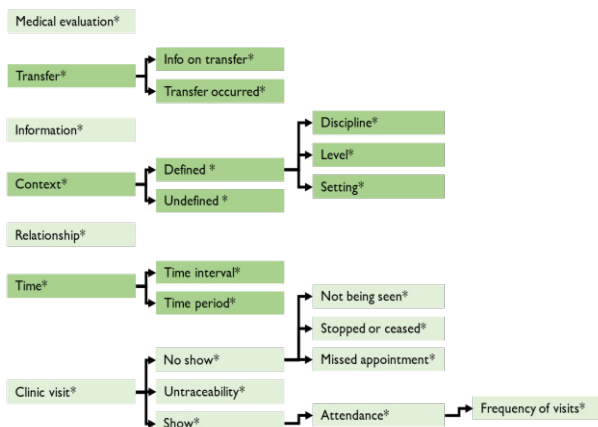 Medical evaluation*
Transfer*
Info on transfer*
Transfer occurred*
Information*
Context*
Defined *
Undefined *
Discipline*
Level*
Setting*
Relationship*
Time*
Time interval*
Time period*
Clinic visit*
No show*
Not being seen*
Stopped or ceased*
Missed appointment*
Untraceability*
Show*
Attendance*
Frequency of visits*